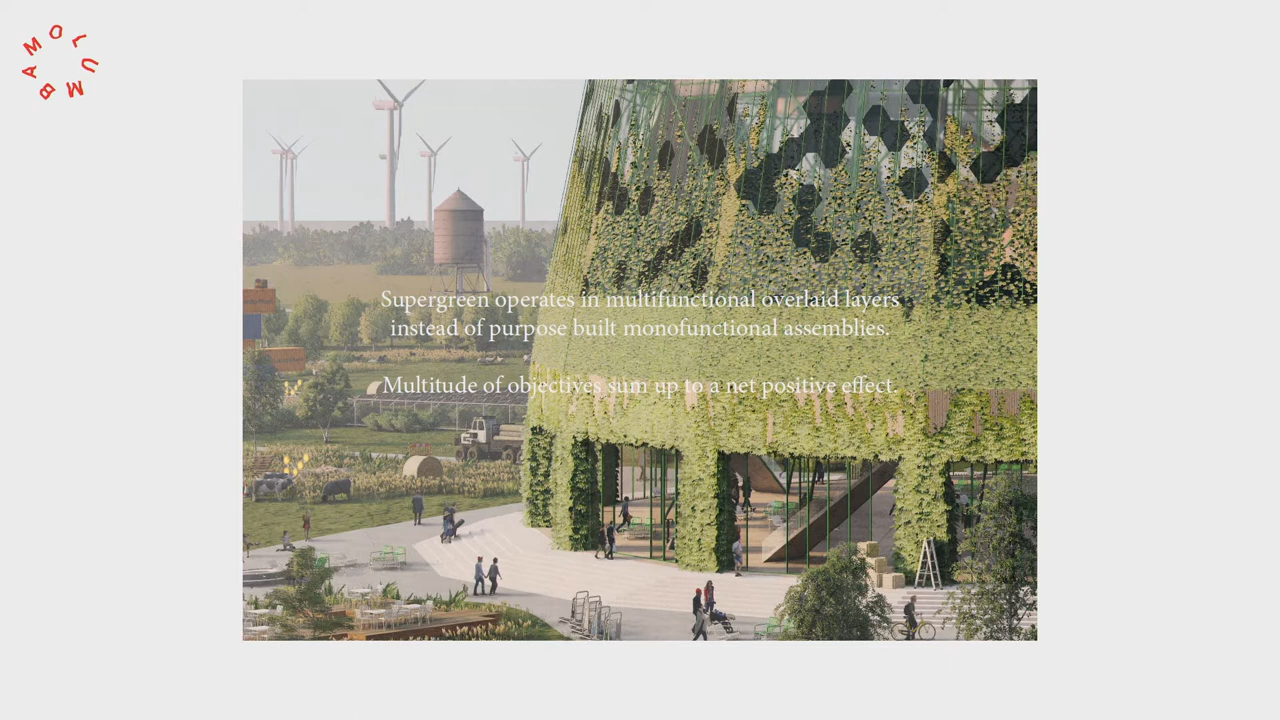 BAMOLUM
Supergreen operates in multifunctional overlaid layers
instead of purpose built monofunctional assemblies.
Multitude of objectives sum up to a net positive effect.